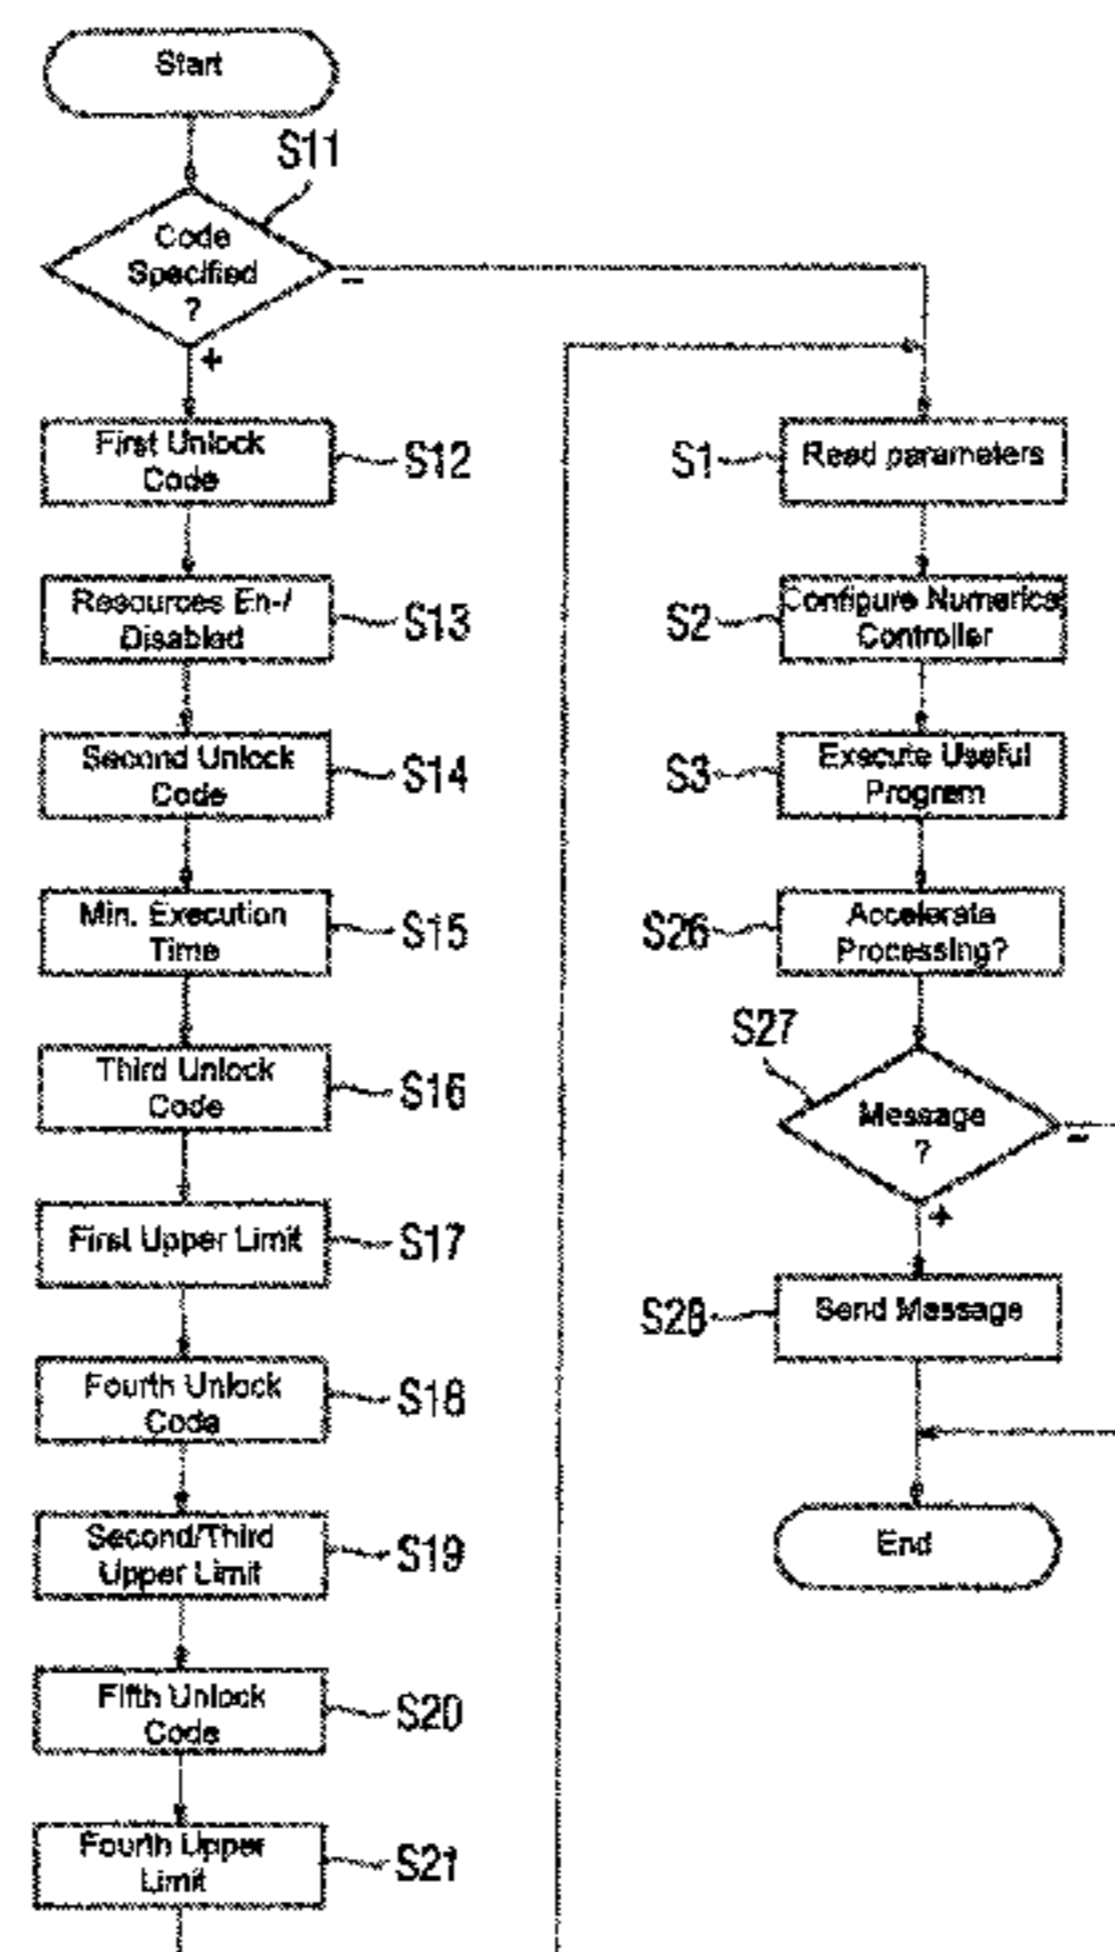 Start
S11
Code
Specified
?
−
+
First Unlock
Code
S12
Resources En-/
Disabled
S13
Second Unlock
Code
S14
Min. Execution
Time
S15
Third Unlock
Code
S16
First Upper Limit
S17
Fourth Unlock
Code
S18
Second/Third
Upper Limit
S19
Fifth Unlock
Code
S20
Fourth Upper
Limit
S21
S1
Read parameters
S2
Configure Numerical
Controller
S3
Execute Useful
Program
S26
Accelerate
Processing?
S27
Message
?
−
+
S28
Send Message
End